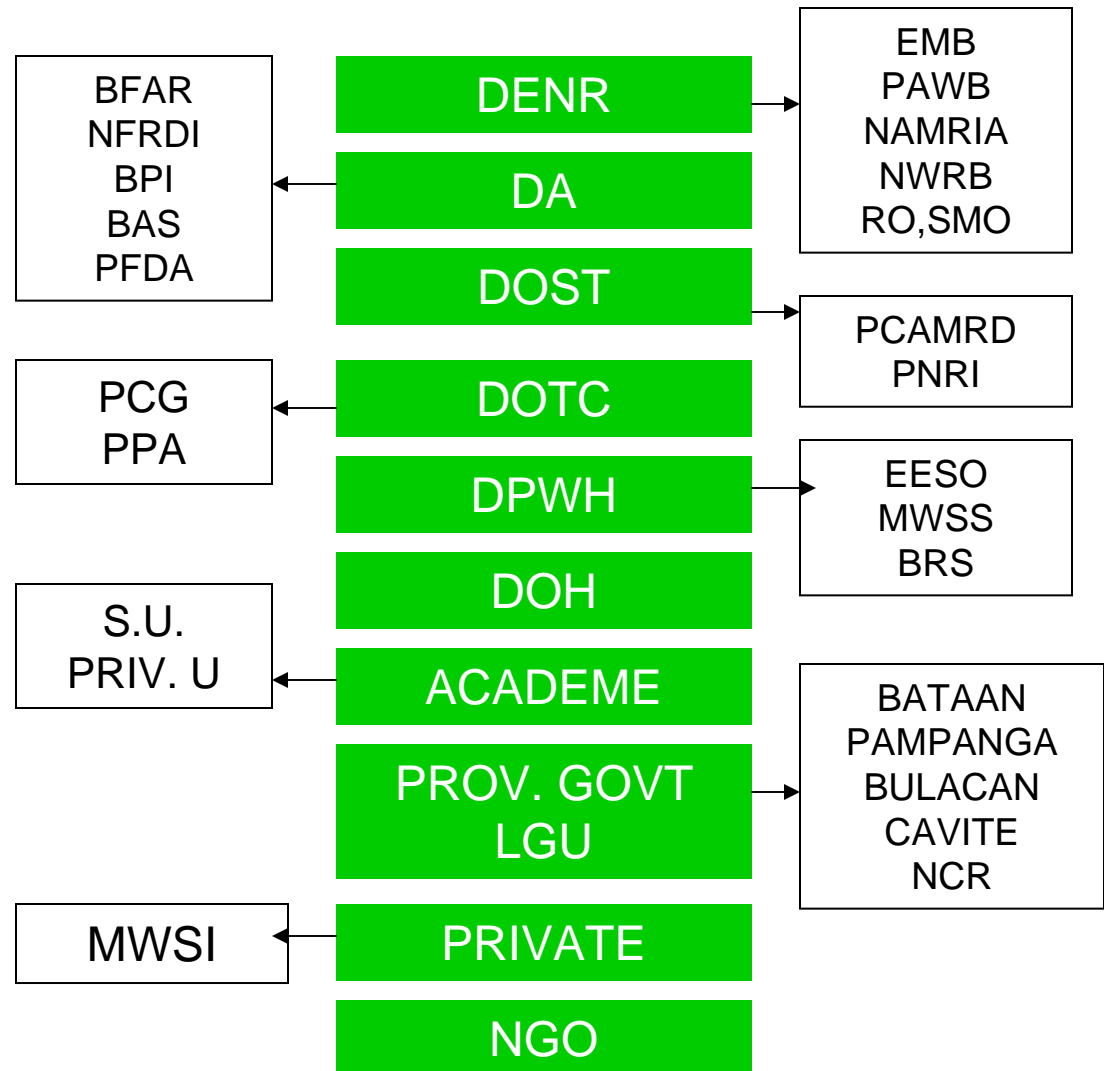 DENR
EMB
PAWB
NAMRIA
NWRB
RO,SMO
BFAR
NFRDI
BPI
BAS
PFDA
DA
DOST
PCAMRD
PNRI
PCG
PPA
DOTC
DPWH
EESO
MWSS
BRS
DOH
S.U.
PRIV. U
ACADEME
PROV. GOVT
LGU
BATAAN
PAMPANGA
BULACAN
CAVITE
NCR
MWSI
PRIVATE
NGO